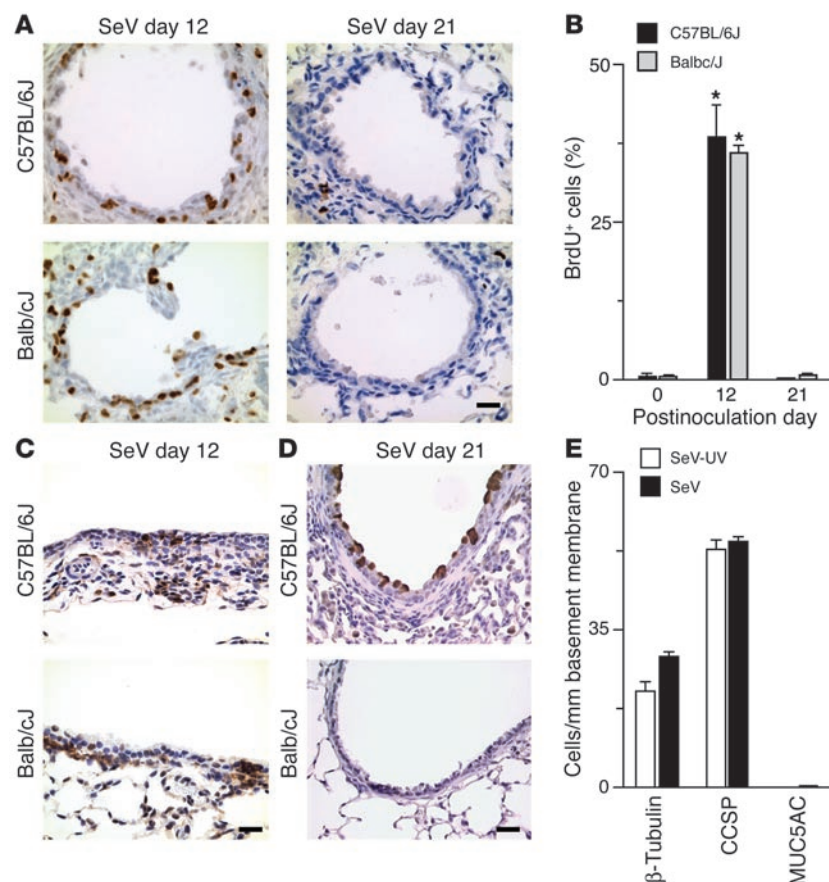 A
SeV day 12
SeV day 21
C57BL/6J
Balb/cJ
B
C57BL/6J
Balbc/J
50
25
0
BrdU⁺ cells (%)
*
*
0
12
21
Postinoculation day
C
SeV day 12
C57BL/6J
Balb/cJ
D
SeV day 21
C57BL/6J
Balb/cJ
E
SeV-UV
SeV
70
35
0
Cells/mm basement membrane
β-Tubulin
CCSP
MUC5AC